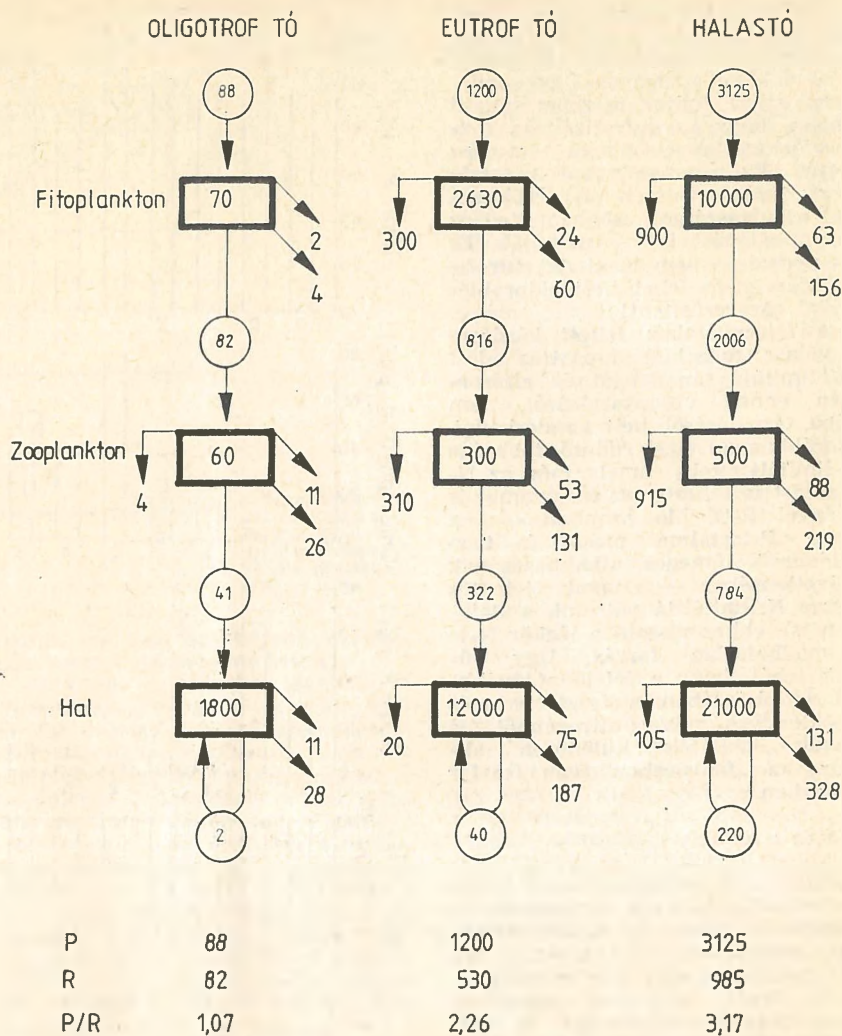 OLIGOTROF TÓ EUTROF TÓ HALASTÓ
88 1200 3125
Fitoplankton 70 2630 10000
2 300 24 900 63
4 60 156
82 816 2006
Zooplankton 60 300 500
4 11 310 53 915 88
26 131 219
41 322 784
Hal 1800 12000 21000
11 20 75 105 131
28 187 328
2 40 220
P 88 1200 3125
R 82 530 985
P/R 1,07 2,26 3,17